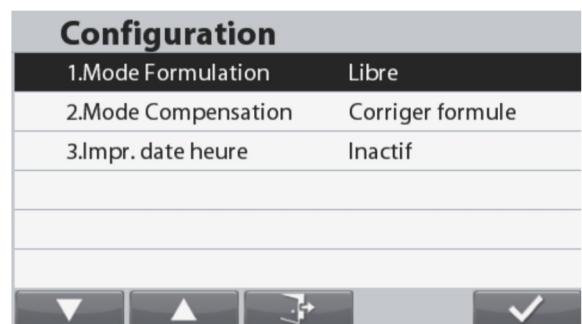 Configuration
1.Mode Formulation Libre
2.Mode Compensation Corriger formule
3.Impr. date heure Inactif